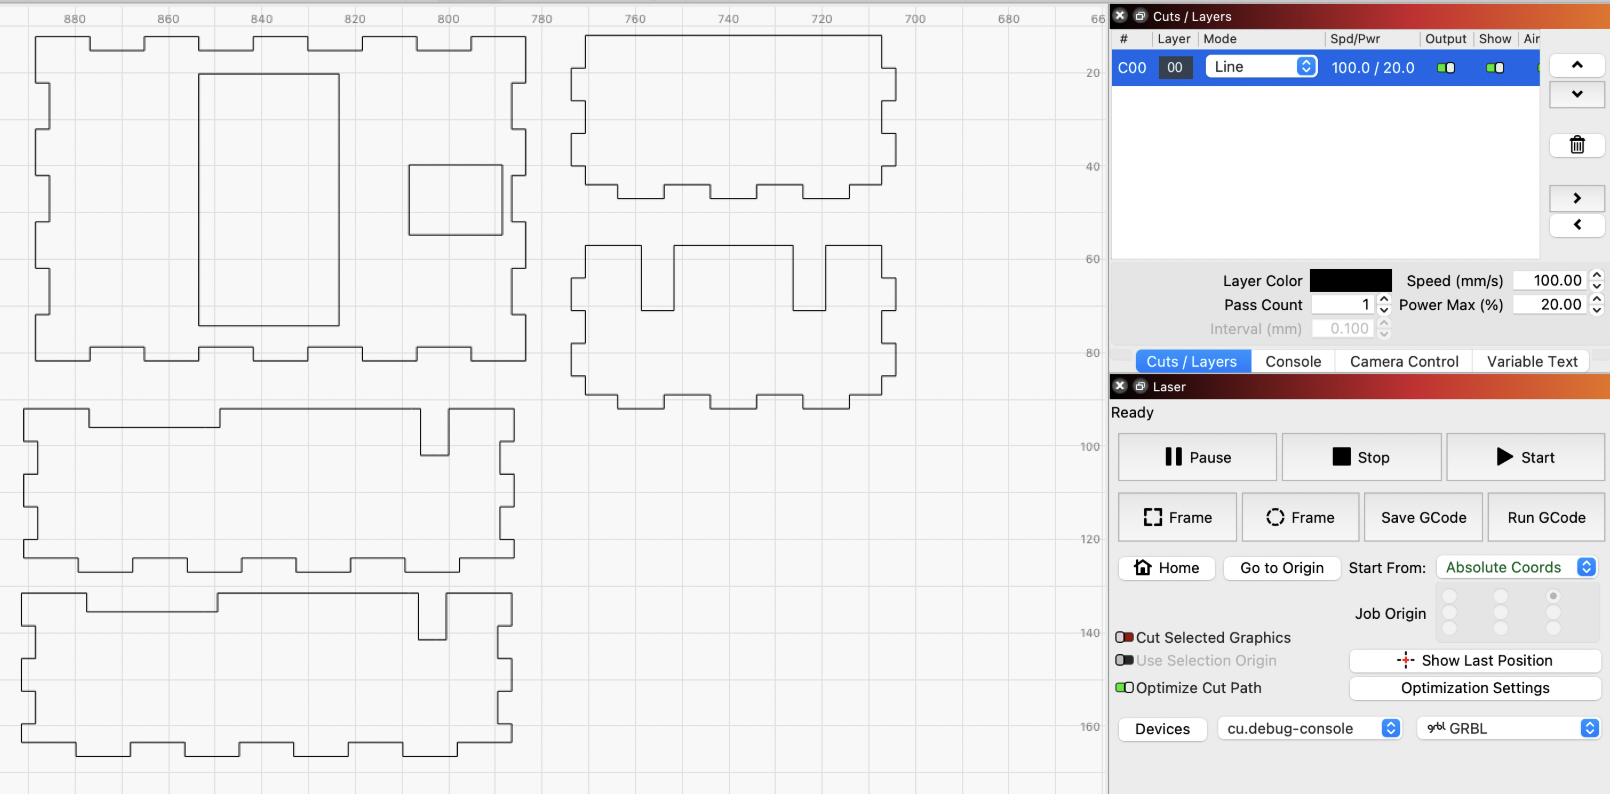 880 860 840 820 800 780 760 740 720 700 680 66
20
40
60
80
100
120
140
160
Cuts / Layers
# Layer Mode Spd/Pwr Output Show Air
C00 00 Line 100.0 / 20.0
Layer Color Speed (mm/s) 100.00
Pass Count 1 Power Max (%) 20.00
Interval (mm) 0.100
Cuts / Layers Console Camera Control Variable Text
Laser
Ready
Pause Stop Start
Frame Frame Save GCode Run GCode
Home Go to Origin Start From: Absolute Coords
Job Origin
Cut Selected Graphics
Use Selection Origin Show Last Position
Optimize Cut Path Optimization Settings
Devices cu.debug-console grbl GRBL